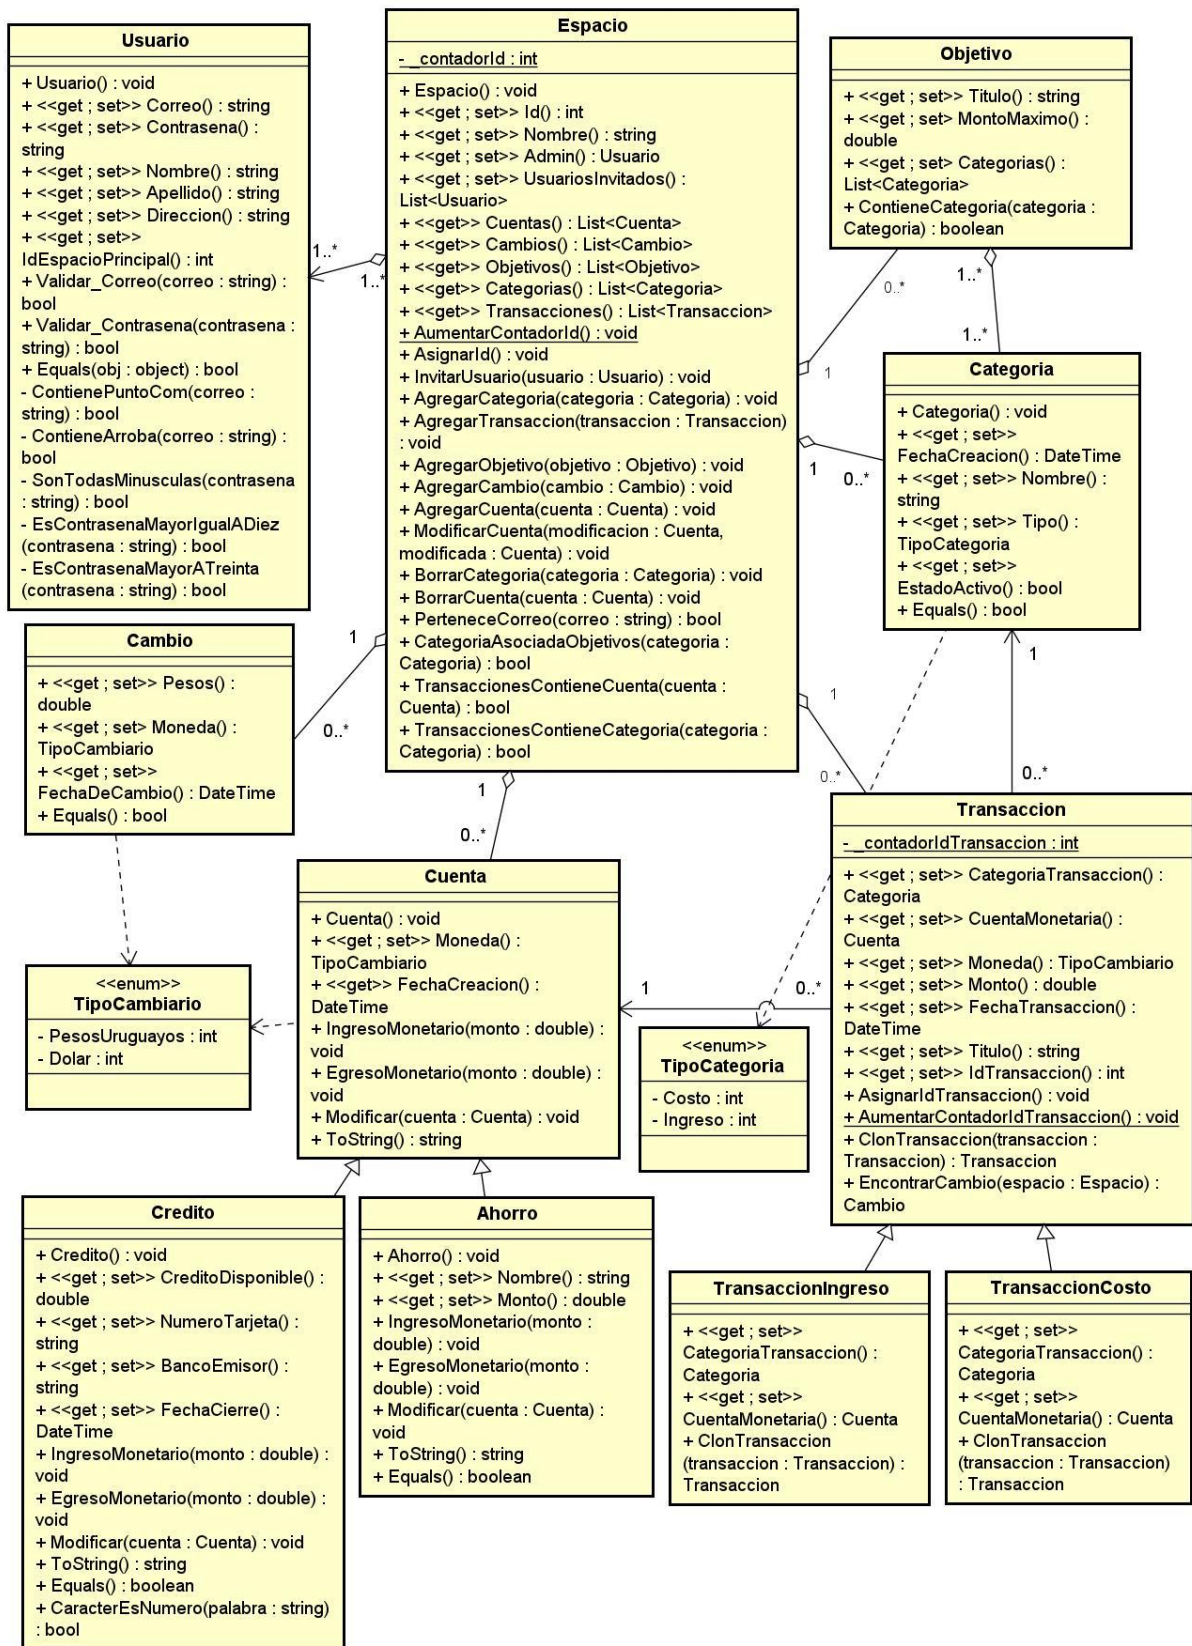 Usuario
+ Usuario() : void
+ <<get ; set>> Correo() : string
+ <<get ; set>> Contrasena() :
string
+ <<get ; set>> Nombre() : string
+ <<get ; set>> Apellido() : string
+ <<get ; set>> Direccion() : string
+ <<get ; set>>
IdEspacioPrincipal() : int
+ Validar_Correo(correo : string) :
bool
+ Validar_Contrasena(contrasena :
string) : bool
+ Equals(obj : object) : bool
- ContienePuntoCom(correo :
string) : bool
- ContieneArroba(correo : string) :
bool
- SonTodasMinusculas(contrasena
: string) : bool
- EsContrasenaMayorIgualADiez
(contrasena : string) : bool
- EsContrasenaMayorATreinta
(contrasena : string) : bool
1..*
1..*
Espacio
- _contadorId : int
+ Espacio() : void
+ <<get ; set>> Id() : int
+ <<get ; set>> Nombre() : string
+ <<get ; set>> Admin() : Usuario
+ <<get ; set>> UsuariosInvitados() :
List<Usuario>
+ <<get>> Cuentas() : List<Cuenta>
+ <<get>> Cambios() : List<Cambio>
+ <<get>> Objetivos() : List<Objetivo>
+ <<get>> Categorias() : List<Categoria>
+ <<get>> Transacciones() : List<Transaccion>
+ AumentarContadorId() : void
+ AsignarId() : void
+ InvitarUsuario(usuario : Usuario) : void
+ AgregarCategoria(categoria : Categoria) : void
+ AgregarTransaccion(transaccion : Transaccion)
: void
+ AgregarObjetivo(objetivo : Objetivo) : void
+ AgregarCambio(cambio : Cambio) : void
+ AgregarCuenta(cuenta : Cuenta) : void
+ ModificarCuenta(modificacion : Cuenta,
modificada : Cuenta) : void
+ BorrarCategoria(categoria : Categoria) : void
+ BorrarCuenta(cuenta : Cuenta) : void
+ PerteneceCorreo(correo : string) : bool
+ CategoriaAsociadaObjetivos(categoria :
Categoria) : bool
+ TransaccionesContieneCuenta(cuenta :
Cuenta) : bool
+ TransaccionesContieneCategoria(categoria :
Categoria) : bool
Objetivo
+ <<get ; set>> Titulo() : string
+ <<get ; set> MontoMaximo() :
double
+ <<get ; set> Categorias() :
List<Categoria>
+ ContieneCategoria(categoria :
Categoria) : boolean
0..*
1
1..*
1..*
1
0..*
Categoria
+ Categoria() : void
+ <<get ; set>>
FechaCreacion() : DateTime
+ <<get ; set>> Nombre() :
string
+ <<get ; set>> Tipo() :
TipoCategoria
+ <<get ; set>>
EstadoActivo() : bool
+ Equals() : bool
Cambio
+ <<get ; set>> Pesos() :
double
+ <<get ; set> Moneda() :
TipoCambiario
+ <<get ; set>>
FechaDeCambio() : DateTime
+ Equals() : bool
1
0..*
1
0..*
1
0..*
1
0..*
Transaccion
- _contadorIdTransaccion : int
+ <<get ; set>> CategoriaTransaccion() :
Categoria
+ <<get ; set>> CuentaMonetaria() :
Cuenta
+ <<get ; set>> Moneda() : TipoCambiario
+ <<get ; set>> Monto() : double
+ <<get ; set>> FechaTransaccion() :
DateTime
+ <<get ; set>> Titulo() : string
+ <<get ; set>> IdTransaccion() : int
+ AsignarIdTransaccion() : void
+ AumentarContadorIdTransaccion() : void
+ ClonTransaccion(transaccion :
Transaccion) : Transaccion
+ EncontrarCambio(espacio : Espacio) :
Cambio
Cuenta
+ Cuenta() : void
+ <<get ; set>> Moneda() :
TipoCambiario
+ <<get>> FechaCreacion() :
DateTime
+ IngresoMonetario(monto : double) :
void
+ EgresoMonetario(monto : double) :
void
+ Modificar(cuenta : Cuenta) : void
+ ToString() : string
1
0..*
<<enum>>
TipoCambiario
- PesosUruguayos : int
- Dolar : int
<<enum>>
TipoCategoria
- Costo : int
- Ingreso : int
Credito
+ Credito() : void
+ <<get ; set>> CreditoDisponible() :
double
+ <<get ; set>> NumeroTarjeta() :
string
+ <<get ; set>> BancoEmisor() :
string
+ <<get ; set>> FechaCierre() :
DateTime
+ IngresoMonetario(monto : double) :
void
+ EgresoMonetario(monto : double) :
void
+ Modificar(cuenta : Cuenta) : void
+ ToString() : string
+ Equals() : boolean
+ CaracterEsNumero(palabra : string)
: bool
Ahorro
+ Ahorro() : void
+ <<get ; set>> Nombre() : string
+ <<get ; set>> Monto() : double
+ IngresoMonetario(monto :
double) : void
+ EgresoMonetario(monto :
double) : void
+ Modificar(cuenta : Cuenta) :
void
+ ToString() : string
+ Equals() : boolean
TransaccionIngreso
+ <<get ; set>>
CategoriaTransaccion() :
Categoria
+ <<get ; set>>
CuentaMonetaria() : Cuenta
+ ClonTransaccion
(transaccion : Transaccion) :
Transaccion
TransaccionCosto
+ <<get ; set>>
CategoriaTransaccion() :
Categoria
+ <<get ; set>>
CuentaMonetaria() : Cuenta
+ ClonTransaccion
(transaccion : Transaccion)
: Transaccion